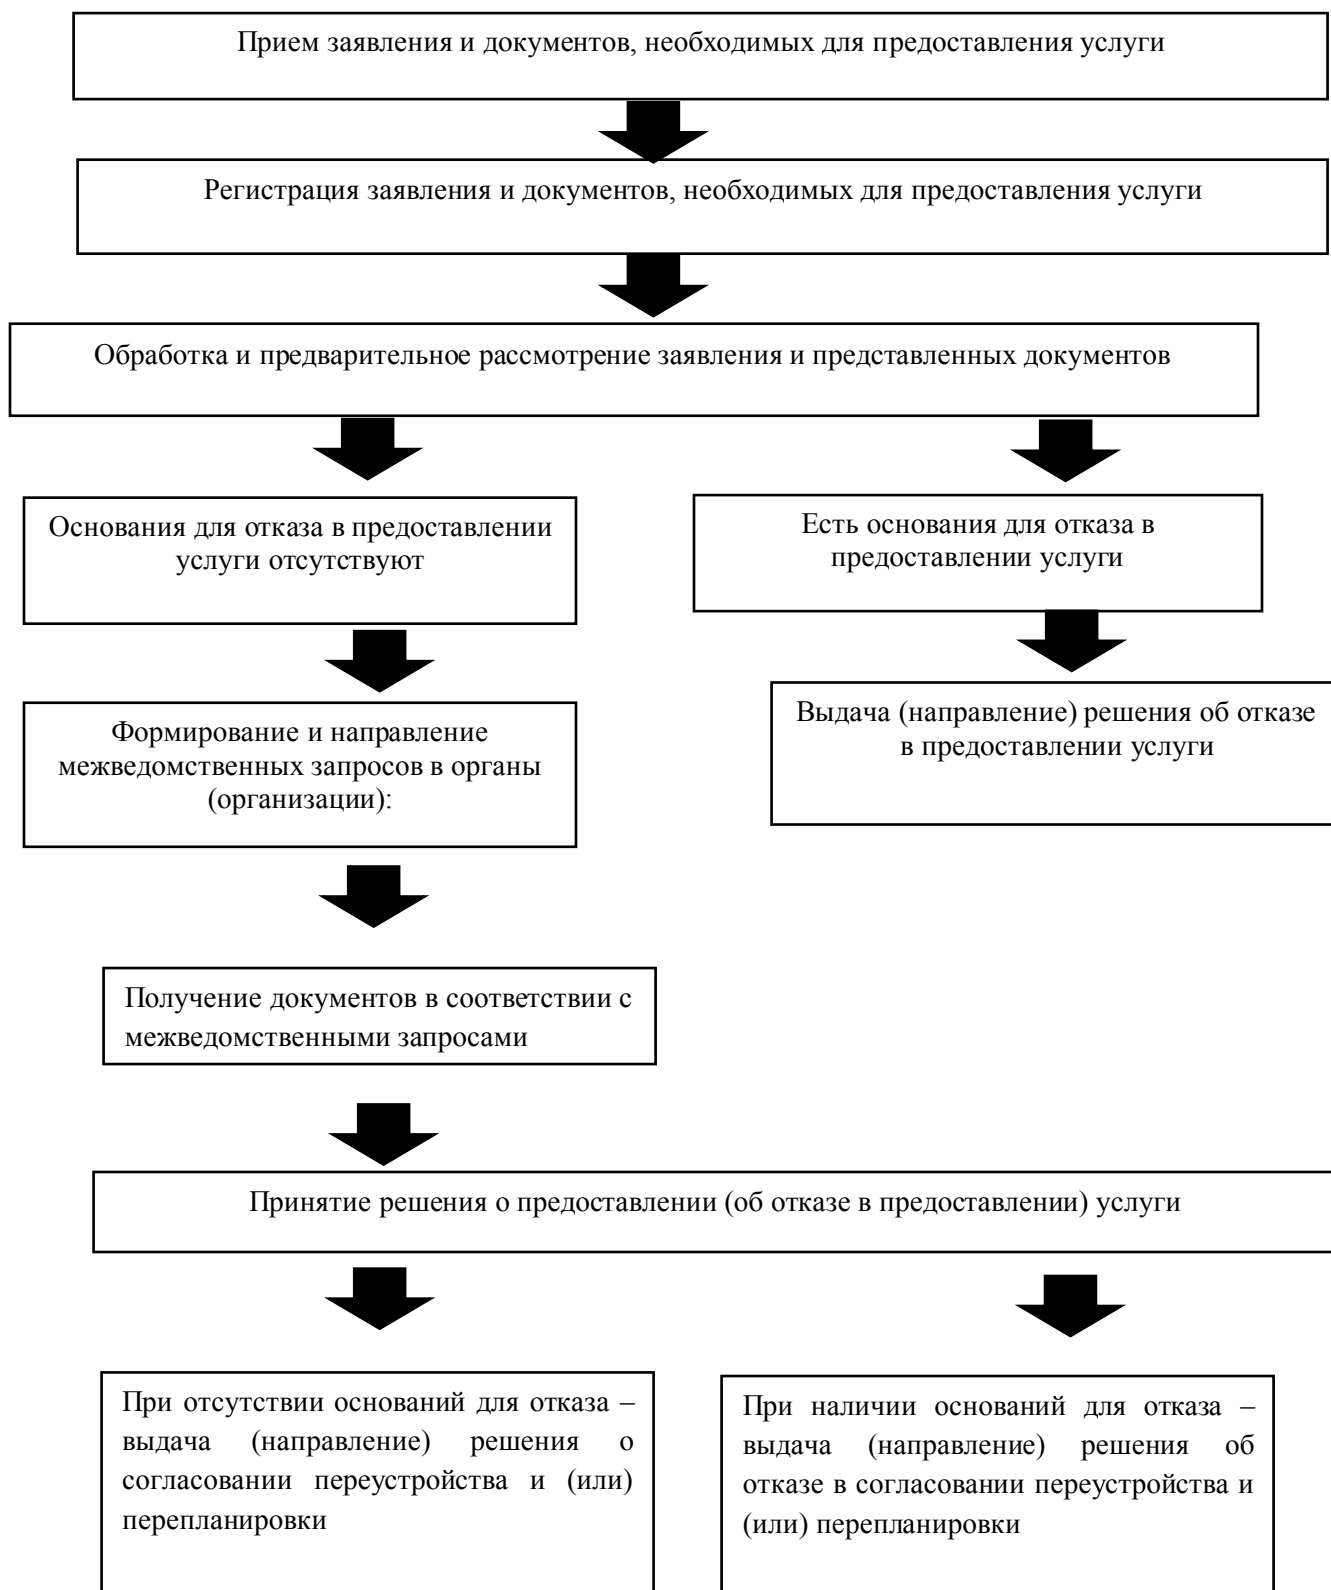 Прием заявления и документов, необходимых для предоставления услуги
Регистрация заявления и документов, необходимых для предоставления услуги
Обработка и предварительное рассмотрение заявления и представленных документов
Основания для отказа в предоставлении
услуги отсутствуют
Есть основания для отказа в
предоставлении услуги
Формирование и направление
межведомственных запросов в органы
(организации):
Выдача (направление) решения об отказе
в предоставлении услуги
Получение документов в соответствии с
межведомственными запросами
Принятие решения о предоставлении (об отказе в предоставлении) услуги
При отсутствии оснований для отказа –
выдача (направление) решения о
согласовании переустройства и (или)
перепланировки
При наличии оснований для отказа –
выдача (направление) решения об
отказе в согласовании переустройства и
(или) перепланировки